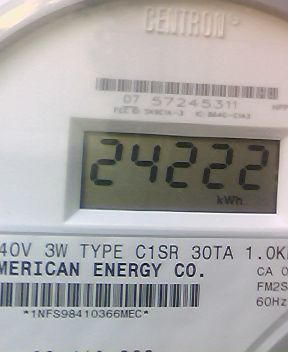 CENTRON®
07 57245311
24222
kWh
40V 3W TYPE C1SR 30TA 1.0K
MERICAN ENERGY CO.
CA 0
FM2S
60Hz
*1NFS98410366MEC*